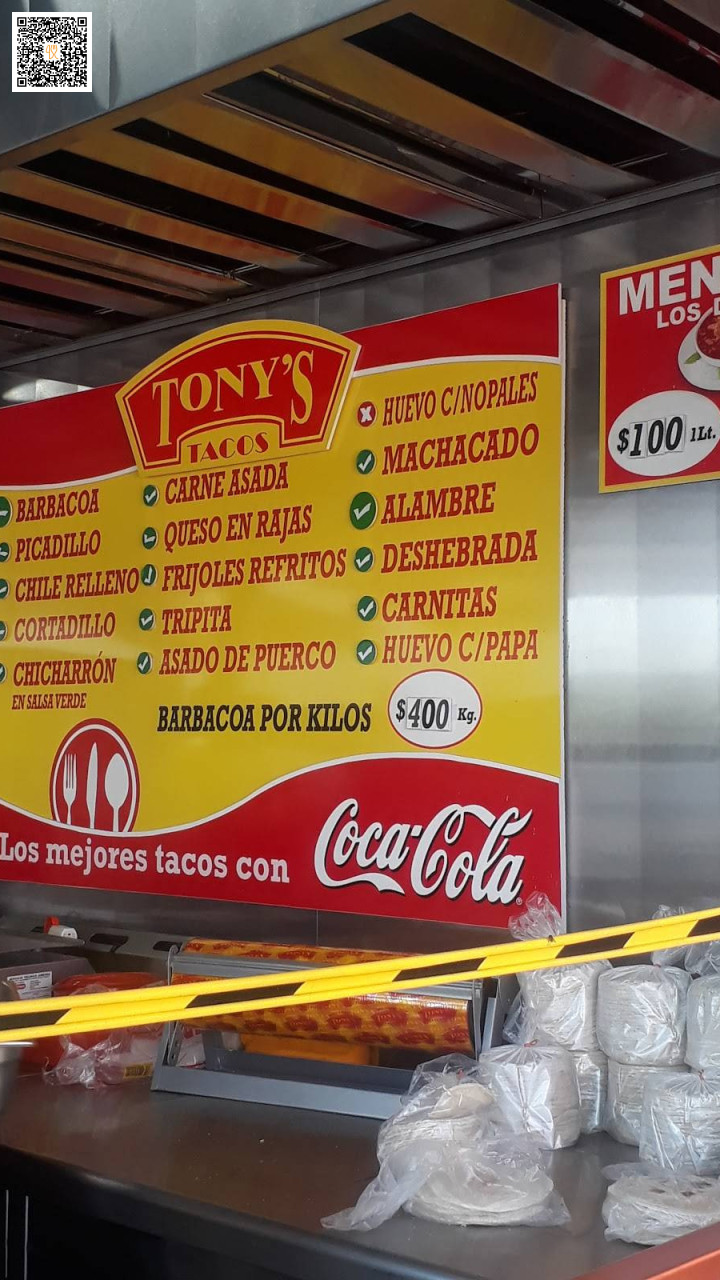 TONY'S
TACOS
BARBACOA
PICADILLO
CHILE RELLENO
CORTADILLO
CHICHARRÓN
EN SALSA VERDE
CARNE ASADA
QUESO EN RAJAS
FRIJOLES REFRITOS
TRIPITA
ASADO DE PUERCO
HUEVO C/NOPALES
MACHACADO
ALAMBRE
DESHEBRADA
CARNITAS
HUEVO C/PAPA
BARBACOA POR KILOS $400 Kg.
Los mejores tacos con Coca-Cola
MEN
LOS
$100 1Lt.